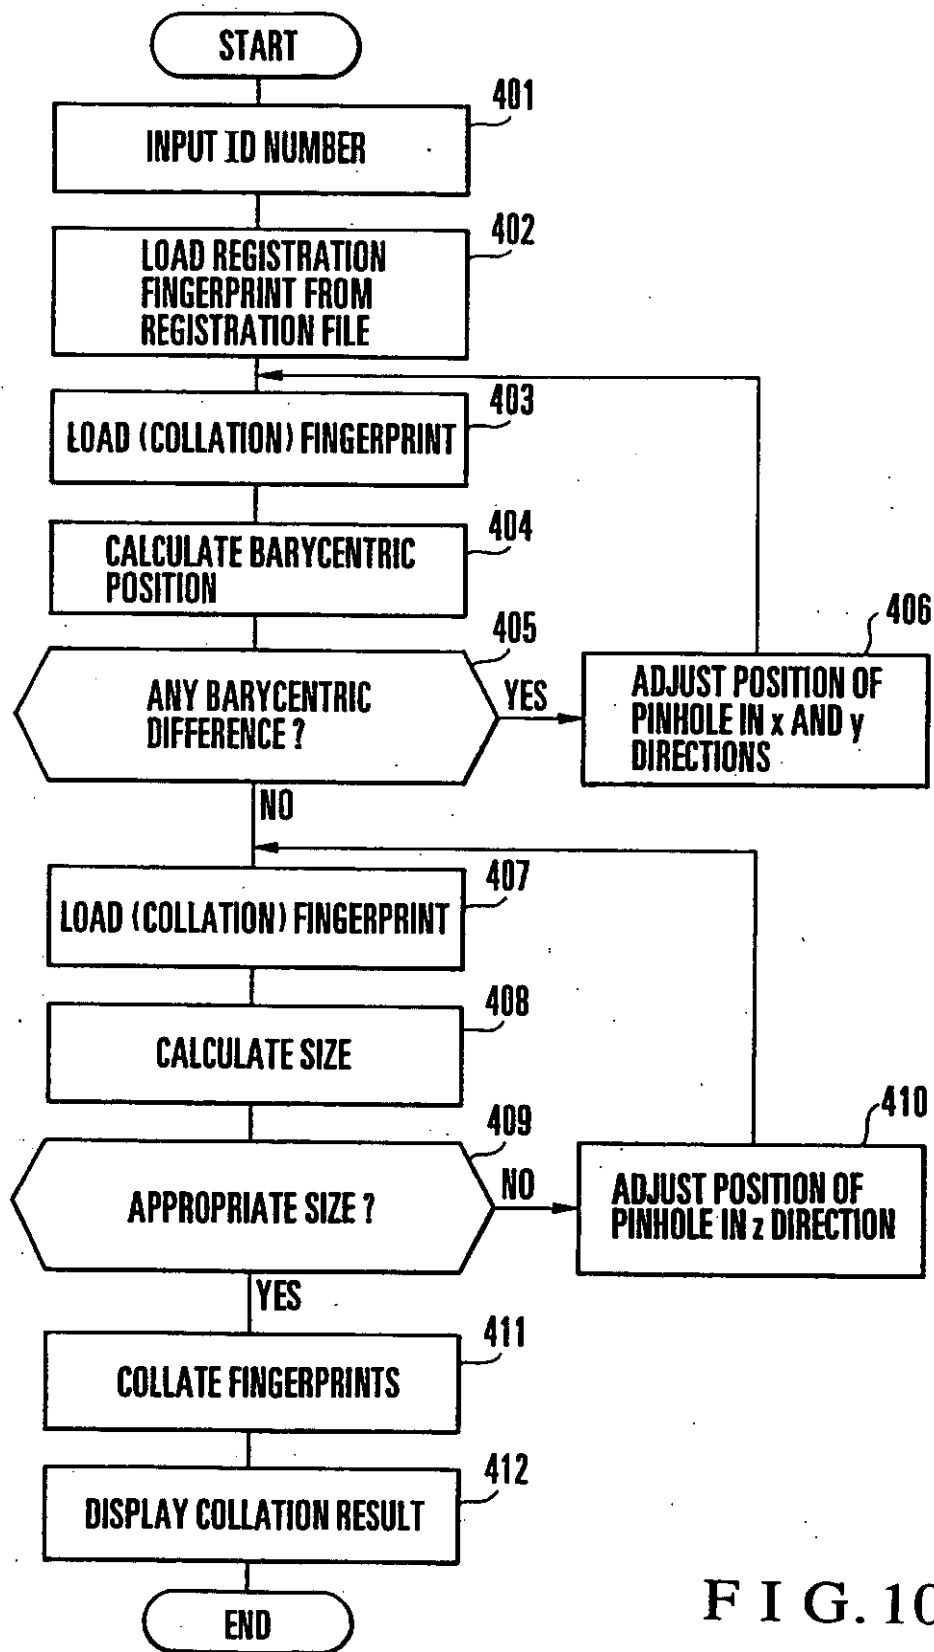 START
401
INPUT ID NUMBER
402
LOAD REGISTRATION
FINGERPRINT FROM
REGISTRATION FILE
403
LOAD (COLLATION) FINGERPRINT
404
CALCULATE BARYCENTRIC
POSITION
405
ANY BARYCENTRIC
DIFFERENCE ?
YES
406
ADJUST POSITION OF
PINHOLE IN x AND y
DIRECTIONS
NO
407
LOAD (COLLATION) FINGERPRINT
408
CALCULATE SIZE
409
APPROPRIATE SIZE ?
NO
410
ADJUST POSITION OF
PINHOLE IN z DIRECTION
YES
411
COLLATE FINGERPRINTS
412
DISPLAY COLLATION RESULT
END
FIG. 10